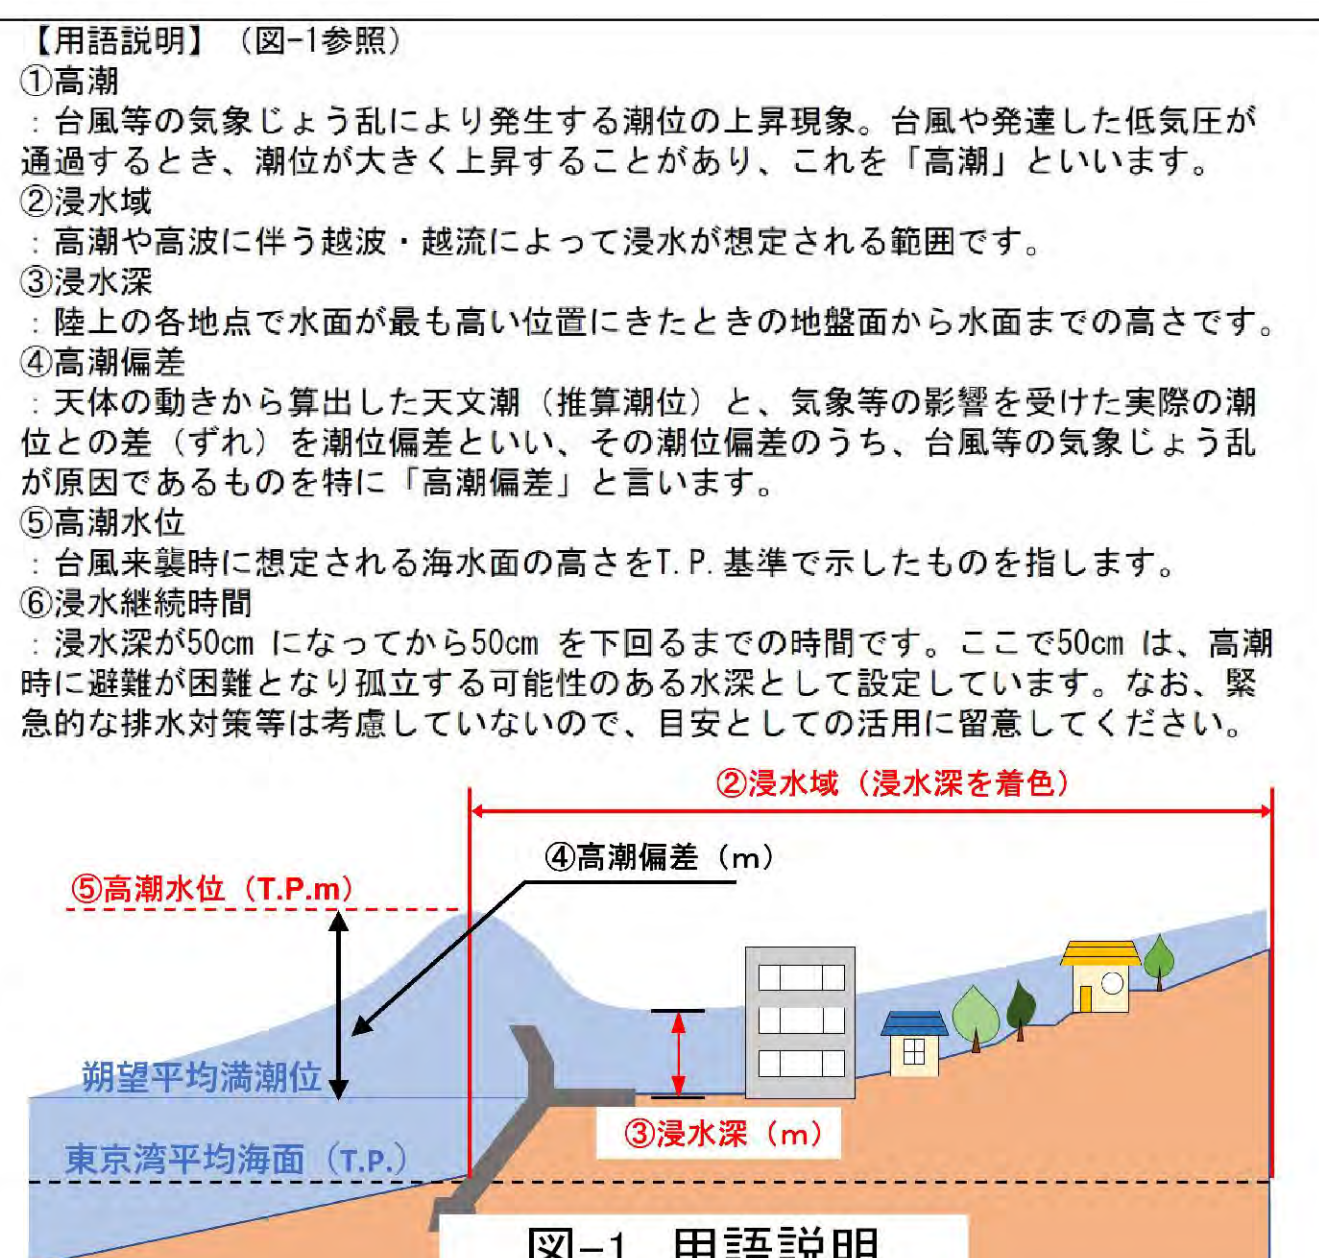 【用語説明】（図-1参照）
①高潮
：台風等の気象じょう乱により発生する潮位の上昇現象。台風や発達した低気圧が
通過するとき、潮位が大きく上昇することがあり、これを「高潮」といいます。
②浸水域
：高潮や高波に伴う越波・越流によって浸水が想定される範囲です。
③浸水深
：陸上の各地点で水面が最も高い位置にきたときの地盤面から水面までの高さです。
④高潮偏差
：天体の動きから算出した天文潮（推算潮位）と、気象等の影響を受けた実際の潮
位との差（ずれ）を潮位偏差といい、その潮位偏差のうち、台風等の気象じょう乱
が原因であるものを特に「高潮偏差」と言います。
⑤高潮水位
：台風来襲時に想定される海水面の高さをT.P.基準で示したものを指します。
⑥浸水継続時間
：浸水深が50cm になってから50cm を下回るまでの時間です。ここで50cm は、高潮
時に避難が困難となり孤立する可能性のある水深として設定しています。なお、緊
急的な排水対策等は考慮していないので、目安としての活用に留意してください。
②浸水域（浸水深を着色）
④高潮偏差（m）
⑤高潮水位（T.P.m）
朔望平均満潮位
③浸水深（m）
東京湾平均海面（T.P.）
図-1 用語説明